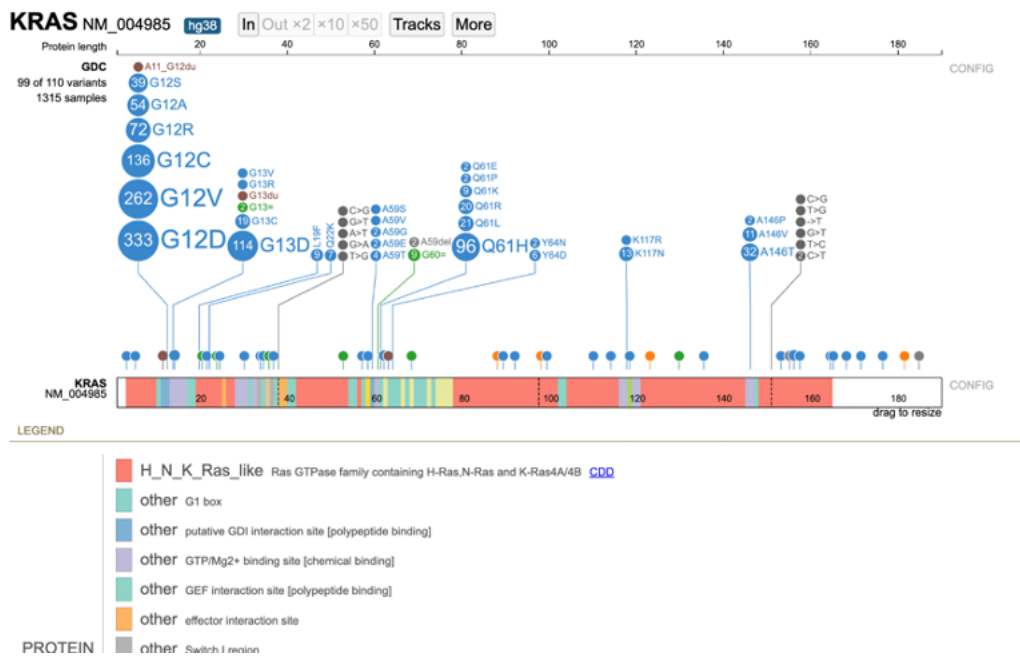 KRAS NM_004985 hg38 In Out ×2 ×10 ×50 Tracks More
Protein length 20 40 60 80 100 120 140 160 180
GDC
99 of 110 variants
1315 samples
CONFIG
A11_G12du
39 G12S
54 G12A
72 G12R
136 G12C
262 G12V
333 G12D
G13V
G13R
G13du
2 G13=
19 G13C
114 G13D
9 L19F
7 Q22K
C>G
G>T
A>T
G>A
T>G
A59S
A59V
2 A59G
2 A59E
4 A59T
2 A59del
9 G60=
2 Q61E
2 Q61P
9 Q61K
20 Q61R
21 Q61L
96 Q61H
2 Y64N
6 Y64D
K117R
13 K117N
2 A146P
11 A146V
32 A146T
C>G
T>G
->T
G>T
T>C
2 C>T
KRAS
NM_004985
20 40 60 80 100 120 140 160 180
CONFIG
drag to resize
LEGEND
PROTEIN
H_N_K_Ras_like Ras GTPase family containing H-Ras,N-Ras and K-Ras4A/4B CDD
other G1 box
other putative GDI interaction site [polypeptide binding]
other GTP/Mg2+ binding site [chemical binding]
other GEF interaction site [polypeptide binding]
other effector interaction site
other Switch I region